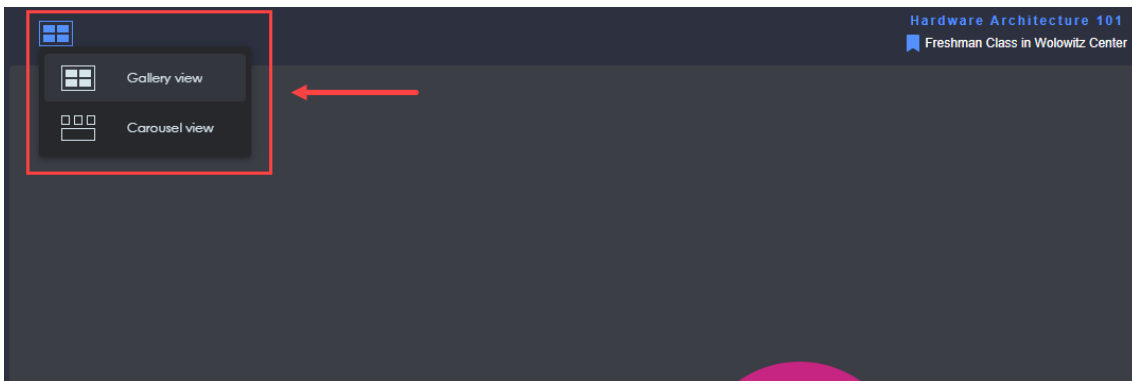 Hardware Architecture 101
Freshman Class in Wolowitz Center
Gallery view
Carousel view